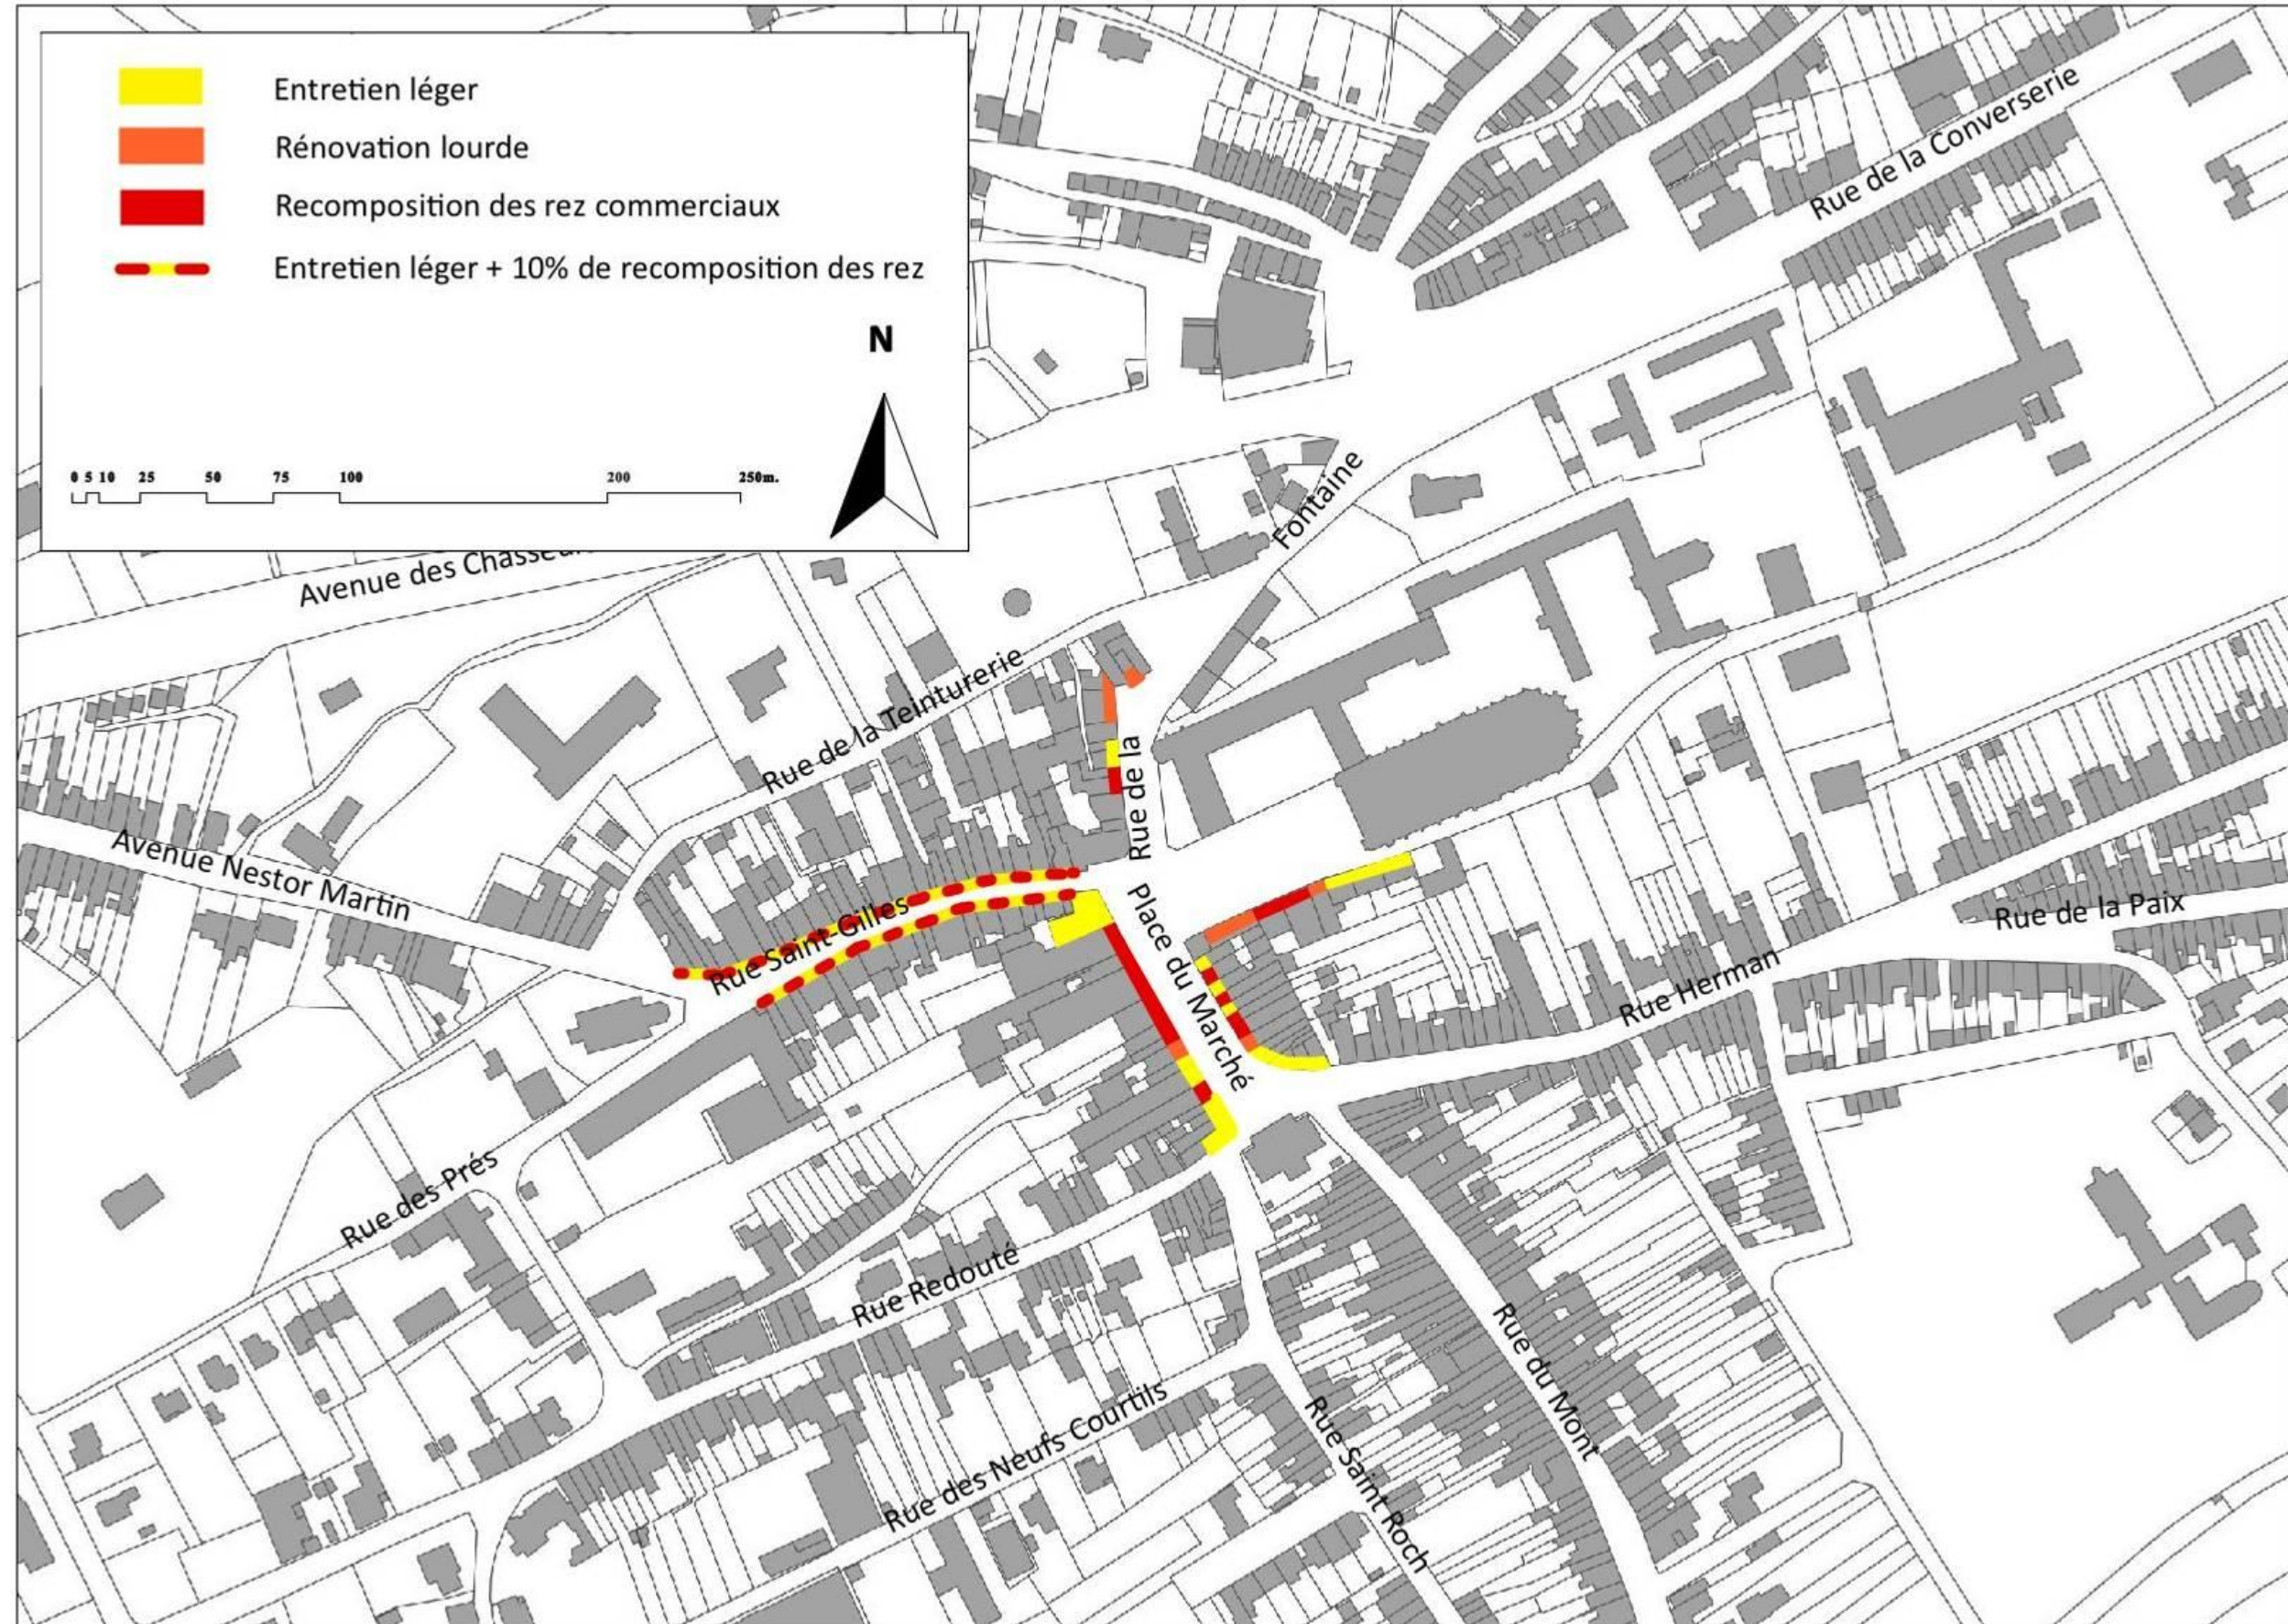 Entretien léger
Rénovation lourde
Recomposition des rez commerciaux
Entretien léger + 10% de recomposition des rez
N
0 5 10 25 50 75 100 200 250m.
Rue de la Converserie
Fontaine
Avenue des
Rue de la Teinturerie
Rue de la
Avenue Nestor Martin
Rue Saint-Gilles
Place du Marché
Rue de la Paix
Rue Herman
Rue des Prés
Rue Redouté
Rue du Mont
Rue des Neufs Courtils
Rue Saint Roch